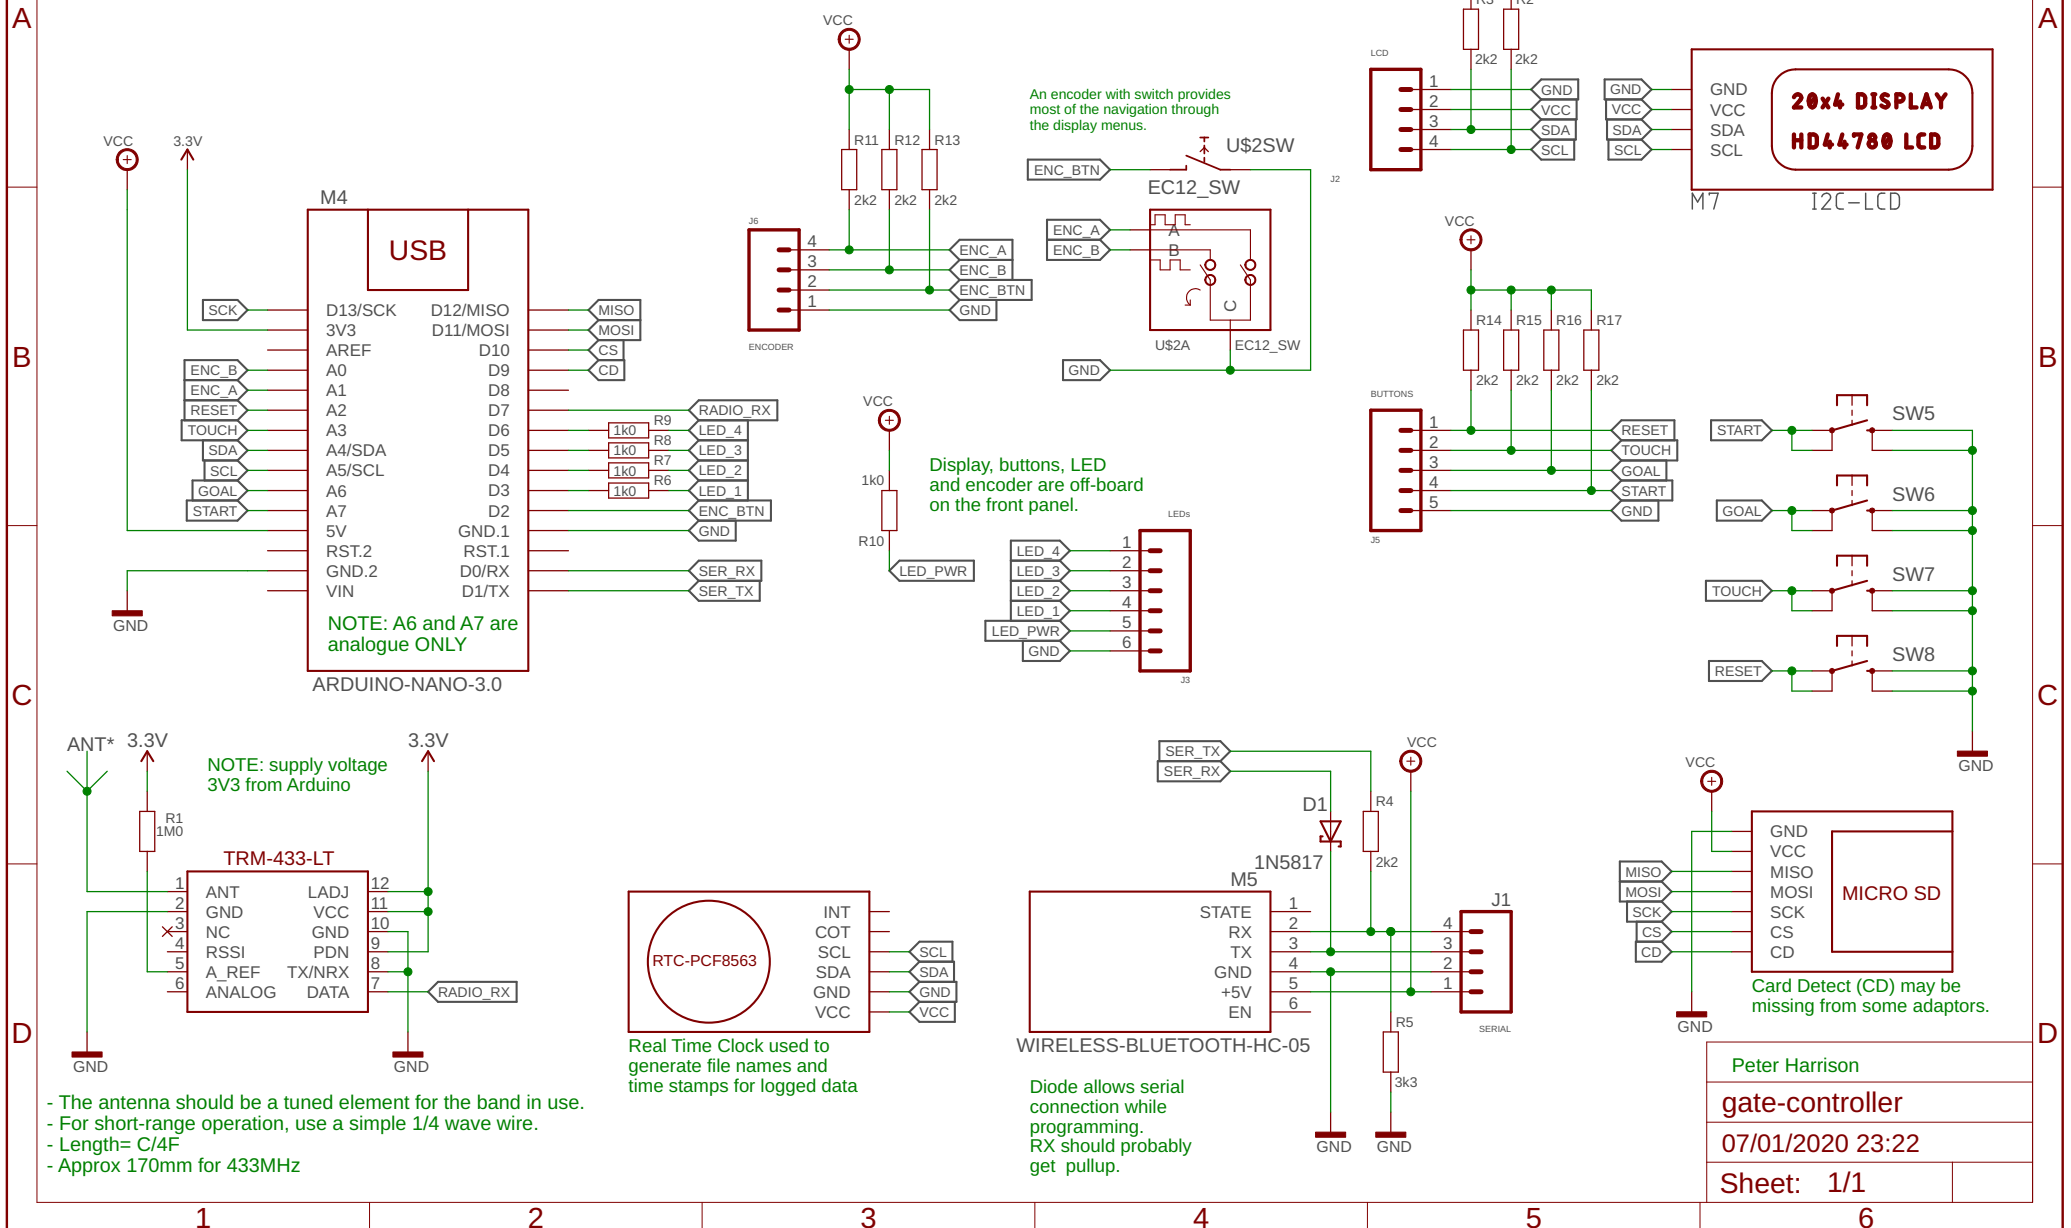 A
A
VCC
R3
R2
2k2
2k2
LCD
1
2
3
4
GND
VCC
SDA
SCL
J2
GND
VCC
SDA
SCL
GND
VCC
SDA
SCL
20x4 DISPLAY
HD44780 LCD
M7
I2C-LCD
An encoder with switch provides
most of the navigation through
the display menus.
U$2SW
ENC_BTN
EC12_SW
ENC_A
ENC_B
A
B
C
U$2A
EC12_SW
GND
R11
R12
R13
2k2
2k2
2k2
J6
4
3
2
1
ENC_A
ENC_B
ENC_BTN
GND
ENCODER
VCC
3.3V
M4
USB
SCK
ENC_B
ENC_A
RESET
TOUCH
SDA
SCL
GOAL
START
D13/SCK
3V3
AREF
A0
A1
A2
A3
A4/SDA
A5/SCL
A6
A7
5V
RST.2
GND.2
VIN
D12/MISO
D11/MOSI
D10
D9
D8
D7
D6
D5
D4
D3
D2
GND.1
RST.1
D0/RX
D1/TX
MISO
MOSI
CS
CD
RADIO_RX
1k0
R9
LED_4
1k0
R8
LED_3
1k0
R7
LED_2
1k0
R6
LED_1
ENC_BTN
GND
SER_RX
SER_TX
GND
NOTE: A6 and A7 are
analogue ONLY
ARDUINO-NANO-3.0
B
B
VCC
1k0
R10
LED_PWR
Display, buttons, LED
and encoder are off-board
on the front panel.
LEDs
LED_4
LED_3
LED_2
LED_1
LED_PWR
GND
1
2
3
4
5
6
J3
VCC
R14
R15
R16
R17
2k2
2k2
2k2
2k2
BUTTONS
1
2
3
4
5
RESET
TOUCH
GOAL
START
GND
J5
START
SW5
GOAL
SW6
TOUCH
SW7
RESET
SW8
GND
C
C
ANT*
3.3V
3.3V
NOTE: supply voltage
3V3 from Arduino
R1
1M0
TRM-433-LT
1
2
3
4
5
6
ANT
GND
NC
RSSI
A_REF
ANALOG
LADJ
VCC
GND
PDN
TX/NRX
DATA
12
11
10
9
8
7
RADIO_RX
GND
GND
- The antenna should be a tuned element for the band in use.
- For short-range operation, use a simple 1/4 wave wire.
- Length= C/4F
- Approx 170mm for 433MHz
RTC-PCF8563
INT
COT
SCL
SDA
GND
VCC
SCL
SDA
GND
VCC
Real Time Clock used to
generate file names and
time stamps for logged data
SER_TX
SER_RX
VCC
D1
R4
2k2
1N5817
M5
STATE
RX
TX
GND
+5V
EN
1
2
3
4
5
6
J1
4
3
2
1
SERIAL
R5
3k3
WIRELESS-BLUETOOTH-HC-05
Diode allows serial
connection while
programming.
RX should probably
get pullup.
GND
GND
VCC
GND
VCC
MISO
MOSI
SCK
CS
CD
MISO
MOSI
SCK
CS
CD
MICRO SD
Card Detect (CD) may be
missing from some adaptors.
GND
D
D
Peter Harrison
gate-controller
07/01/2020 23:22
Sheet: 1/1
1
2
3
4
5
6